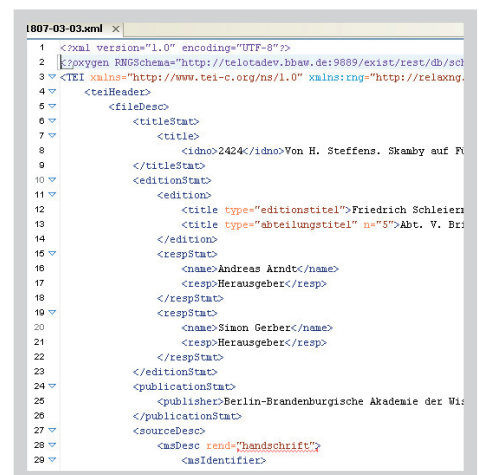 1807-03-03.xml ×
1 <?xml version="1.0" encoding="UTF-8"?>
2 <?oxygen RNGSchema="http://telotadev.bbaw.de:9889/exist/rest/db/sch
3 <TEI xmlns="http://www.tei-c.org/ns/1.0" xmlns:rng="http://relaxng.
4 <teiHeader>
5 <fileDesc>
6 <titleStmt>
7 <title>
8 <idno>2424</idno>Von H. Steffens. Skamby auf Fü
9 </titleStmt>
10 <editionStmt>
11 <edition>
12 <title type="editionstitel">Friedrich Schleierm
13 <title type="abteilungstitel" n="5">Abt. V. Bri
14 </edition>
15 <respStmt>
16 <name>Andreas Arndt</name>
17 <resp>Herausgeber</resp>
18 </respStmt>
19 <respStmt>
20 <name>Simon Gerber</name>
21 <resp>Herausgeber</resp>
22 </respStmt>
23 </editionStmt>
24 <publicationStmt>
25 <publisher>Berlin-Brandenburgische Akademie der Wis
26 </publicationStmt>
27 <sourceDesc>
28 <msDesc rend="handschrift">
29 <msIdentifier>